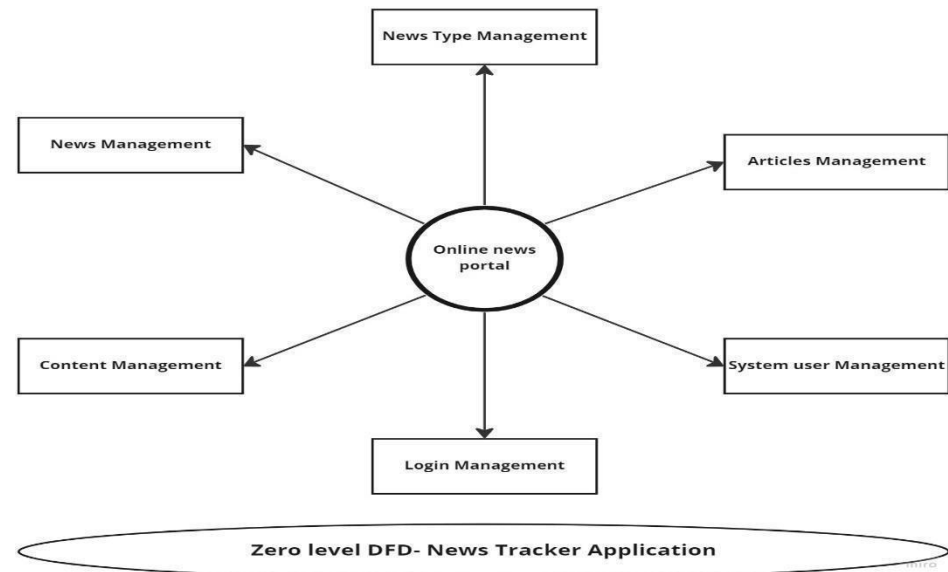 News Type Management
News Management
Articles Management
Online news
portal
Content Management
System user Management
Login Management
Zero level DFD- News Tracker Application
miro